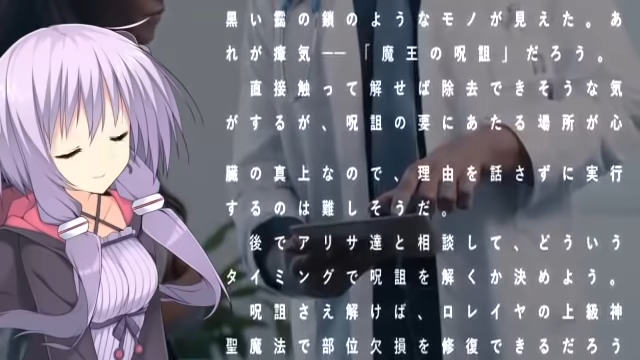 黒い靄の鎖のようなモノが見えた。あ
れが瘴気──「魔王の呪詛」だろう。
直接触って解せば除去できそうな気
がするが、呪詛の要にあたる場所が心
臓の真上なので、理由を話さずに実行
するのは難しそうだ。
後でアリサ達と相談して、どういう
タイミングで呪詛を解くか決めよう。
呪詛さえ解けば、ロレイヤの上級神
聖魔法で部位欠損を修復できるだろう